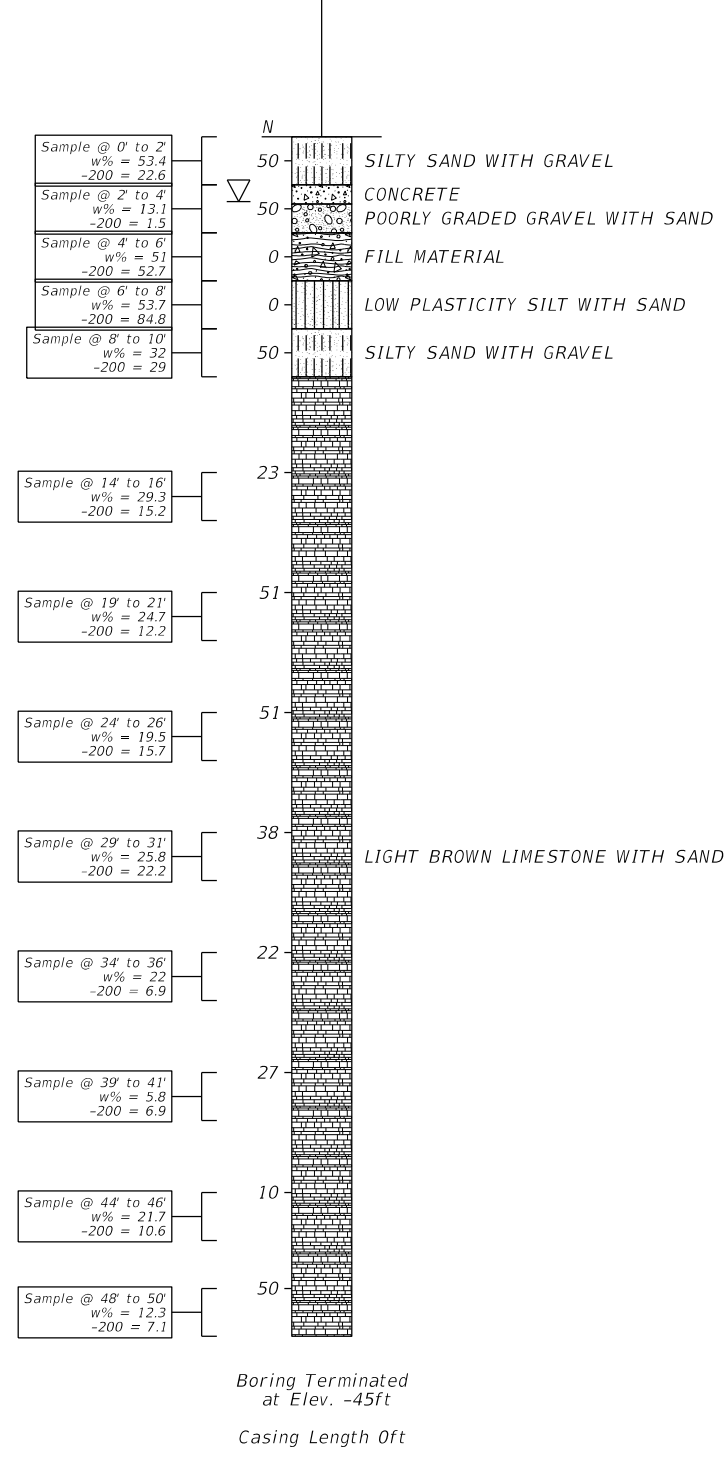 N
Sample @ 0' to 2'
w% = 53.4
-200 = 22.6
50
SILTY SAND WITH GRAVEL
Sample @ 2' to 4'
w% = 13.1
-200 = 1.5
CONCRETE
50
POORLY GRADED GRAVEL WITH SAND
Sample @ 4' to 6'
w% = 51
-200 = 52.7
0
FILL MATERIAL
Sample @ 6' to 8'
w% = 53.7
-200 = 84.8
0
LOW PLASTICITY SILT WITH SAND
Sample @ 8' to 10'
w% = 32
-200 = 29
50
SILTY SAND WITH GRAVEL
23
Sample @ 14' to 16'
w% = 29.3
-200 = 15.2
51
Sample @ 19' to 21'
w% = 24.7
-200 = 12.2
51
Sample @ 24' to 26'
w% = 19.5
-200 = 15.7
38
Sample @ 29' to 31'
w% = 25.8
-200 = 22.2
LIGHT BROWN LIMESTONE WITH SAND
22
Sample @ 34' to 36'
w% = 22
-200 = 6.9
27
Sample @ 39' to 41'
w% = 5.8
-200 = 6.9
10
Sample @ 44' to 46'
w% = 21.7
-200 = 10.6
50
Sample @ 48' to 50'
w% = 12.3
-200 = 7.1
Boring Terminated
at Elev. -45ft
Casing Length 0ft